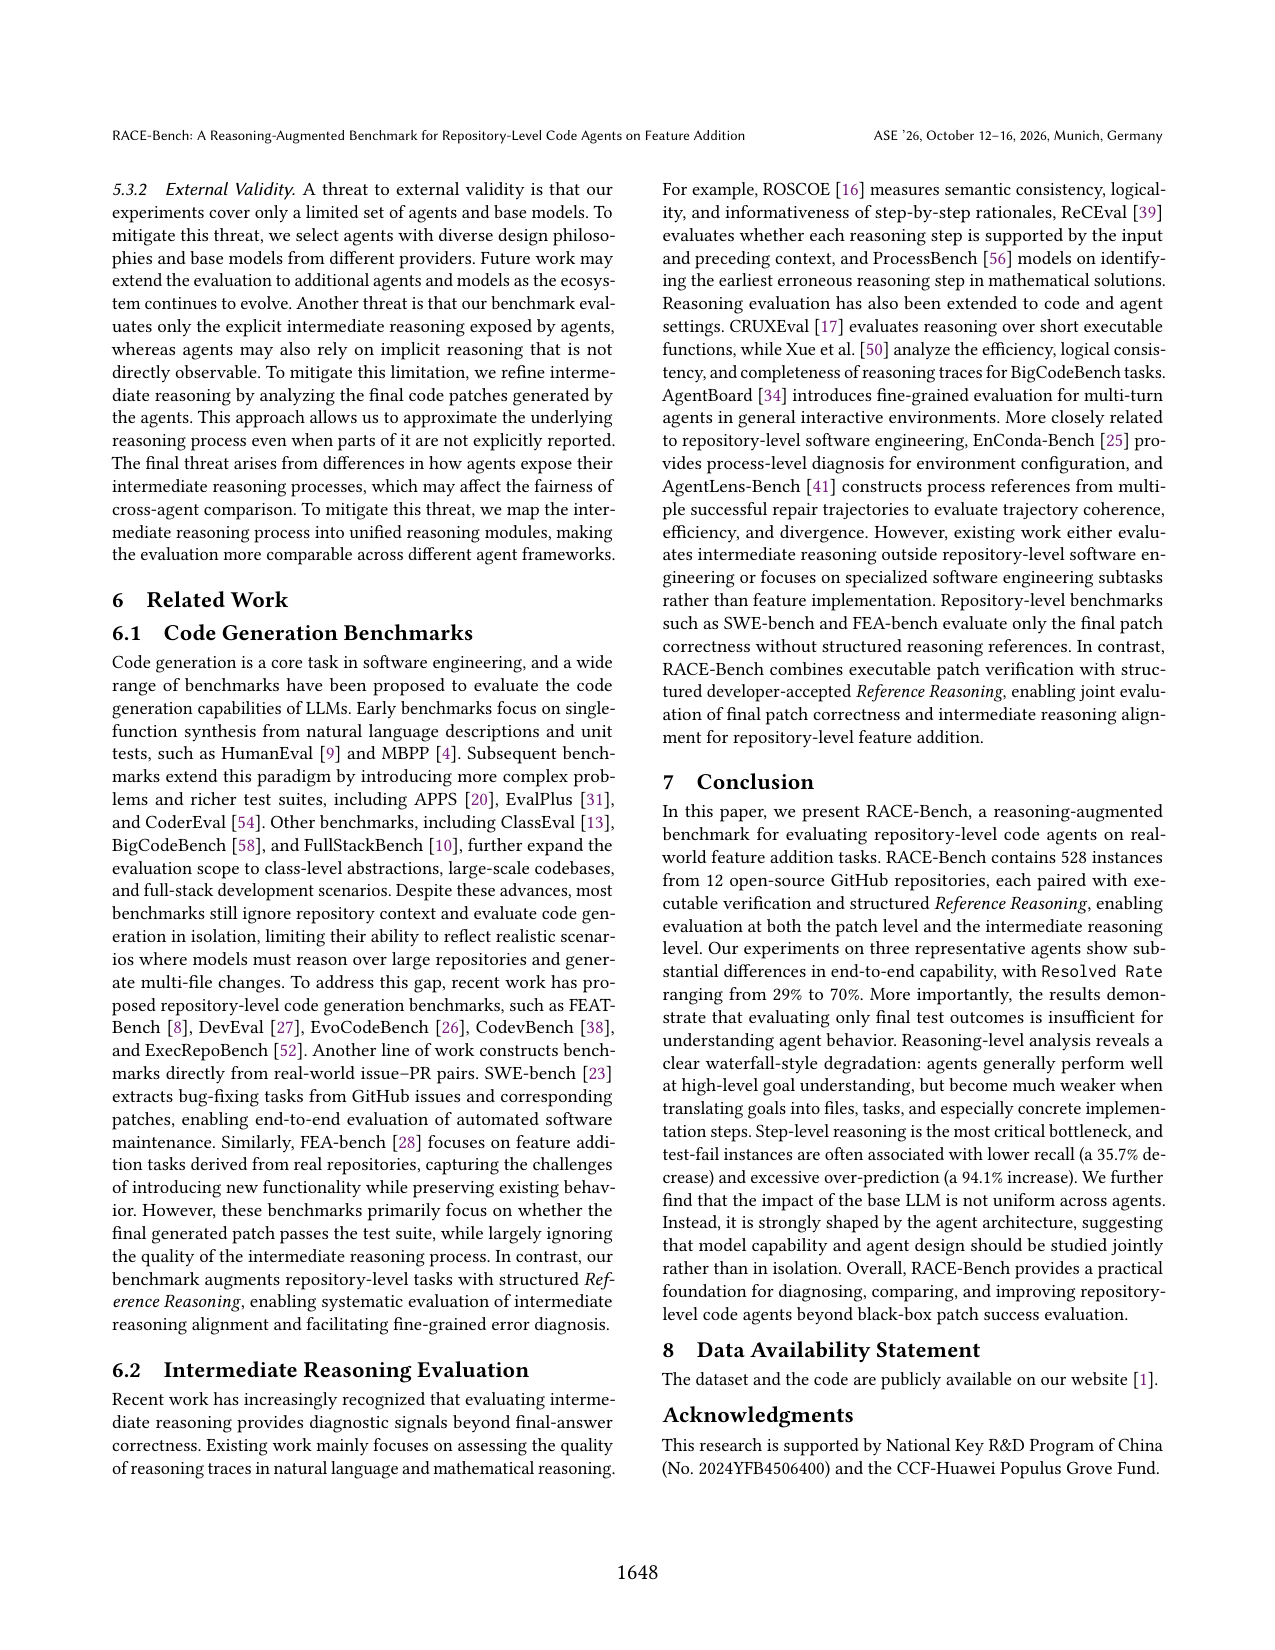 RACE-Bench: A Reasoning-Augmented Benchmark for Repository-Level Code Agents on Feature Addition
ASE ’26, October 12–16, 2026, Munich, Germany
5.3.2 External Validity. A threat to external validity is that our
experiments cover only a limited set of agents and base models. To
mitigate this threat, we select agents with diverse design philoso-
phies and base models from different providers. Future work may
extend the evaluation to additional agents and models as the ecosys-
tem continues to evolve. Another threat is that our benchmark eval-
uates only the explicit intermediate reasoning exposed by agents,
whereas agents may also rely on implicit reasoning that is not
directly observable. To mitigate this limitation, we refine interme-
diate reasoning by analyzing the final code patches generated by
the agents. This approach allows us to approximate the underlying
reasoning process even when parts of it are not explicitly reported.
The final threat arises from differences in how agents expose their
intermediate reasoning processes, which may affect the fairness of
cross-agent comparison. To mitigate this threat, we map the inter-
mediate reasoning process into unified reasoning modules, making
the evaluation more comparable across different agent frameworks.
6 Related Work
6.1 Code Generation Benchmarks
Code generation is a core task in software engineering, and a wide
range of benchmarks have been proposed to evaluate the code
generation capabilities of LLMs. Early benchmarks focus on single-
function synthesis from natural language descriptions and unit
tests, such as HumanEval [9] and MBPP [4]. Subsequent bench-
marks extend this paradigm by introducing more complex prob-
lems and richer test suites, including APPS [20], EvalPlus [31],
and CoderEval [54]. Other benchmarks, including ClassEval [13],
BigCodeBench [58], and FullStackBench [10], further expand the
evaluation scope to class-level abstractions, large-scale codebases,
and full-stack development scenarios. Despite these advances, most
benchmarks still ignore repository context and evaluate code gen-
eration in isolation, limiting their ability to reflect realistic scenar-
ios where models must reason over large repositories and gener-
ate multi-file changes. To address this gap, recent work has pro-
posed repository-level code generation benchmarks, such as FEAT-
Bench [8], DevEval [27], EvoCodeBench [26], CodevBench [38],
and ExecRepoBench [52]. Another line of work constructs bench-
marks directly from real-world issue–PR pairs. SWE-bench [23]
extracts bug-fixing tasks from GitHub issues and corresponding
patches, enabling end-to-end evaluation of automated software
maintenance. Similarly, FEA-bench [28] focuses on feature addi-
tion tasks derived from real repositories, capturing the challenges
of introducing new functionality while preserving existing behav-
ior. However, these benchmarks primarily focus on whether the
final generated patch passes the test suite, while largely ignoring
the quality of the intermediate reasoning process. In contrast, our
benchmark augments repository-level tasks with structured Ref-
erence Reasoning, enabling systematic evaluation of intermediate
reasoning alignment and facilitating fine-grained error diagnosis.
6.2 Intermediate Reasoning Evaluation
Recent work has increasingly recognized that evaluating interme-
diate reasoning provides diagnostic signals beyond final-answer
correctness. Existing work mainly focuses on assessing the quality
of reasoning traces in natural language and mathematical reasoning.
For example, ROSCOE [16] measures semantic consistency, logical-
ity, and informativeness of step-by-step rationales, ReCEval [39]
evaluates whether each reasoning step is supported by the input
and preceding context, and ProcessBench [56] models on identify-
ing the earliest erroneous reasoning step in mathematical solutions.
Reasoning evaluation has also been extended to code and agent
settings. CRUXEval [17] evaluates reasoning over short executable
functions, while Xue et al. [50] analyze the efficiency, logical consis-
tency, and completeness of reasoning traces for BigCodeBench tasks.
AgentBoard [34] introduces fine-grained evaluation for multi-turn
agents in general interactive environments. More closely related
to repository-level software engineering, EnConda-Bench [25] pro-
vides process-level diagnosis for environment configuration, and
AgentLens-Bench [41] constructs process references from multi-
ple successful repair trajectories to evaluate trajectory coherence,
efficiency, and divergence. However, existing work either evalu-
ates intermediate reasoning outside repository-level software en-
gineering or focuses on specialized software engineering subtasks
rather than feature implementation. Repository-level benchmarks
such as SWE-bench and FEA-bench evaluate only the final patch
correctness without structured reasoning references. In contrast,
RACE-Bench combines executable patch verification with struc-
tured developer-accepted Reference Reasoning, enabling joint evalu-
ation of final patch correctness and intermediate reasoning align-
ment for repository-level feature addition.
7 Conclusion
In this paper, we present RACE-Bench, a reasoning-augmented
benchmark for evaluating repository-level code agents on real-
world feature addition tasks. RACE-Bench contains 528 instances
from 12 open-source GitHub repositories, each paired with exe-
cutable verification and structured Reference Reasoning, enabling
evaluation at both the patch level and the intermediate reasoning
level. Our experiments on three representative agents show sub-
stantial differences in end-to-end capability, with Resolved Rate
ranging from 29% to 70%. More importantly, the results demon-
strate that evaluating only final test outcomes is insufficient for
understanding agent behavior. Reasoning-level analysis reveals a
clear waterfall-style degradation: agents generally perform well
at high-level goal understanding, but become much weaker when
translating goals into files, tasks, and especially concrete implemen-
tation steps. Step-level reasoning is the most critical bottleneck, and
test-fail instances are often associated with lower recall (a 35.7% de-
crease) and excessive over-prediction (a 94.1% increase). We further
find that the impact of the base LLM is not uniform across agents.
Instead, it is strongly shaped by the agent architecture, suggesting
that model capability and agent design should be studied jointly
rather than in isolation. Overall, RACE-Bench provides a practical
foundation for diagnosing, comparing, and improving repository-
level code agents beyond black-box patch success evaluation.
8 Data Availability Statement
The dataset and the code are publicly available on our website [1].
Acknowledgments
This research is supported by National Key R&D Program of China
(No. 2024YFB4506400) and the CCF-Huawei Populus Grove Fund.
1648